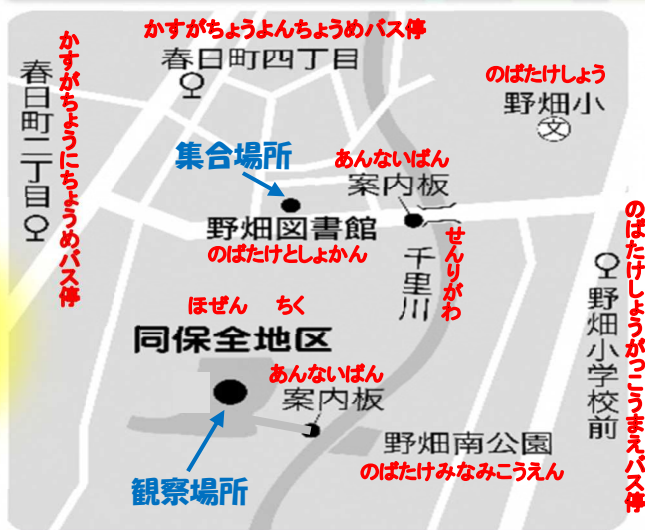 かすがちょうよんちょうめバス停
春日町四丁目
かすがちょうにちょうめバス停
春日町二丁目
のばたけしょう
野畑小
文
集合場所
あんないばん
案内板
野畑図書館
のばたけとしょかん
せんりがわ
千里川
のばたけしょうがっこうまえバス停
野畑小学校前
ほぜん ちく
同保全地区
あんないばん
案内板
野畑南公園
のばたけみなみこうえん
観察場所